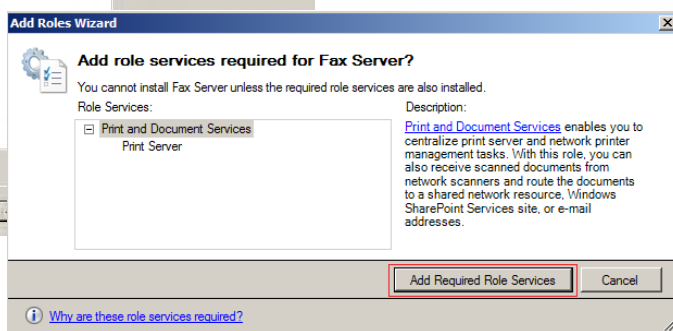 Add Roles Wizard
Add role services required for Fax Server?
You cannot install Fax Server unless the required role services are also installed.
Role Services:
Print and Document Services
Print Server
Description:
Print and Document Services enables you to
centralize print server and network printer
management tasks. With this role, you can
also receive scanned documents from
network scanners and route the documents
to a shared network resource, Windows
SharePoint Services site, or e-mail
addresses.
Add Required Role Services
Cancel
Why are these role services required?